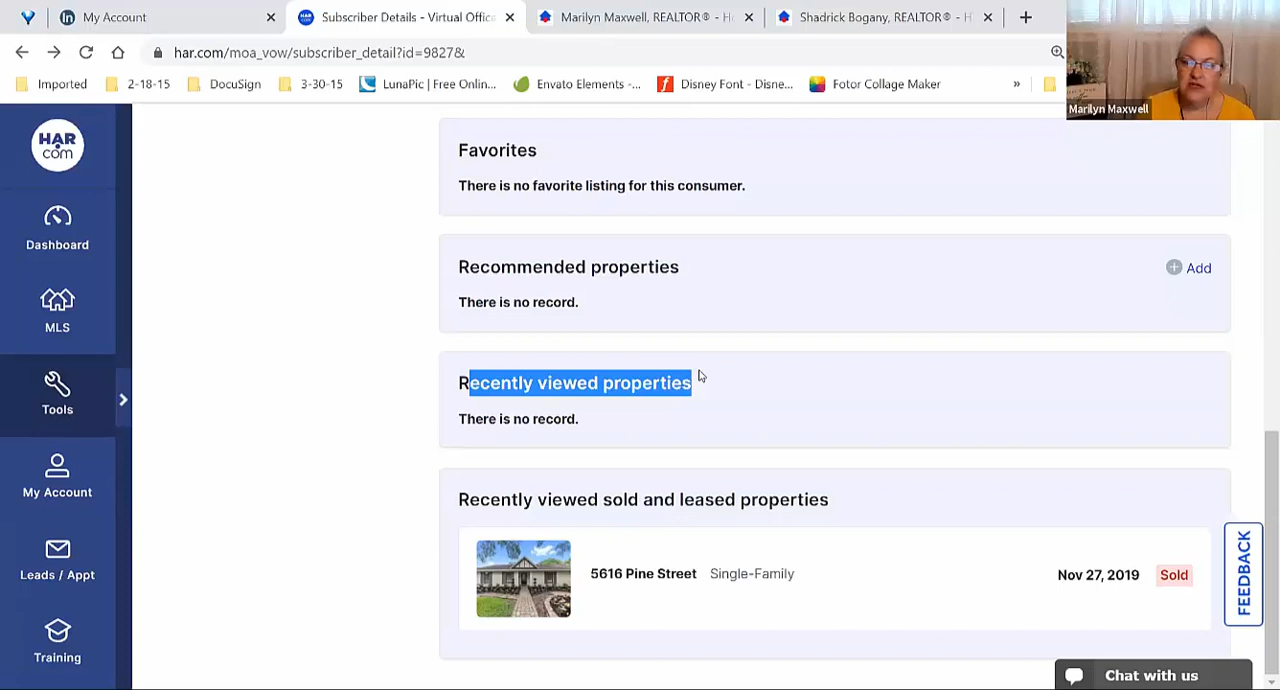 My Account
Subscriber Details - Virtual Offic
Marilyn Maxwell, REALTOR® - H
Shadrick Bogany, REALTOR® - H
har.com/moa_vow/subscriber_detail?id=9827&
Imported
2-18-15
DocuSign
3-30-15
LunaPic | Free Onlin...
Envato Elements -...
Disney Font - Disne...
Fotor Collage Maker
»
Marilyn Maxwell
HAR
com
Dashboard
MLS
Tools
My Account
Leads / Appt
Training
Favorites
There is no favorite listing for this consumer.
Recommended properties
Add
There is no record.
Recently viewed properties
There is no record.
Recently viewed sold and leased properties
5616 Pine Street Single-Family
Nov 27, 2019 Sold
FEEDBACK
Chat with us